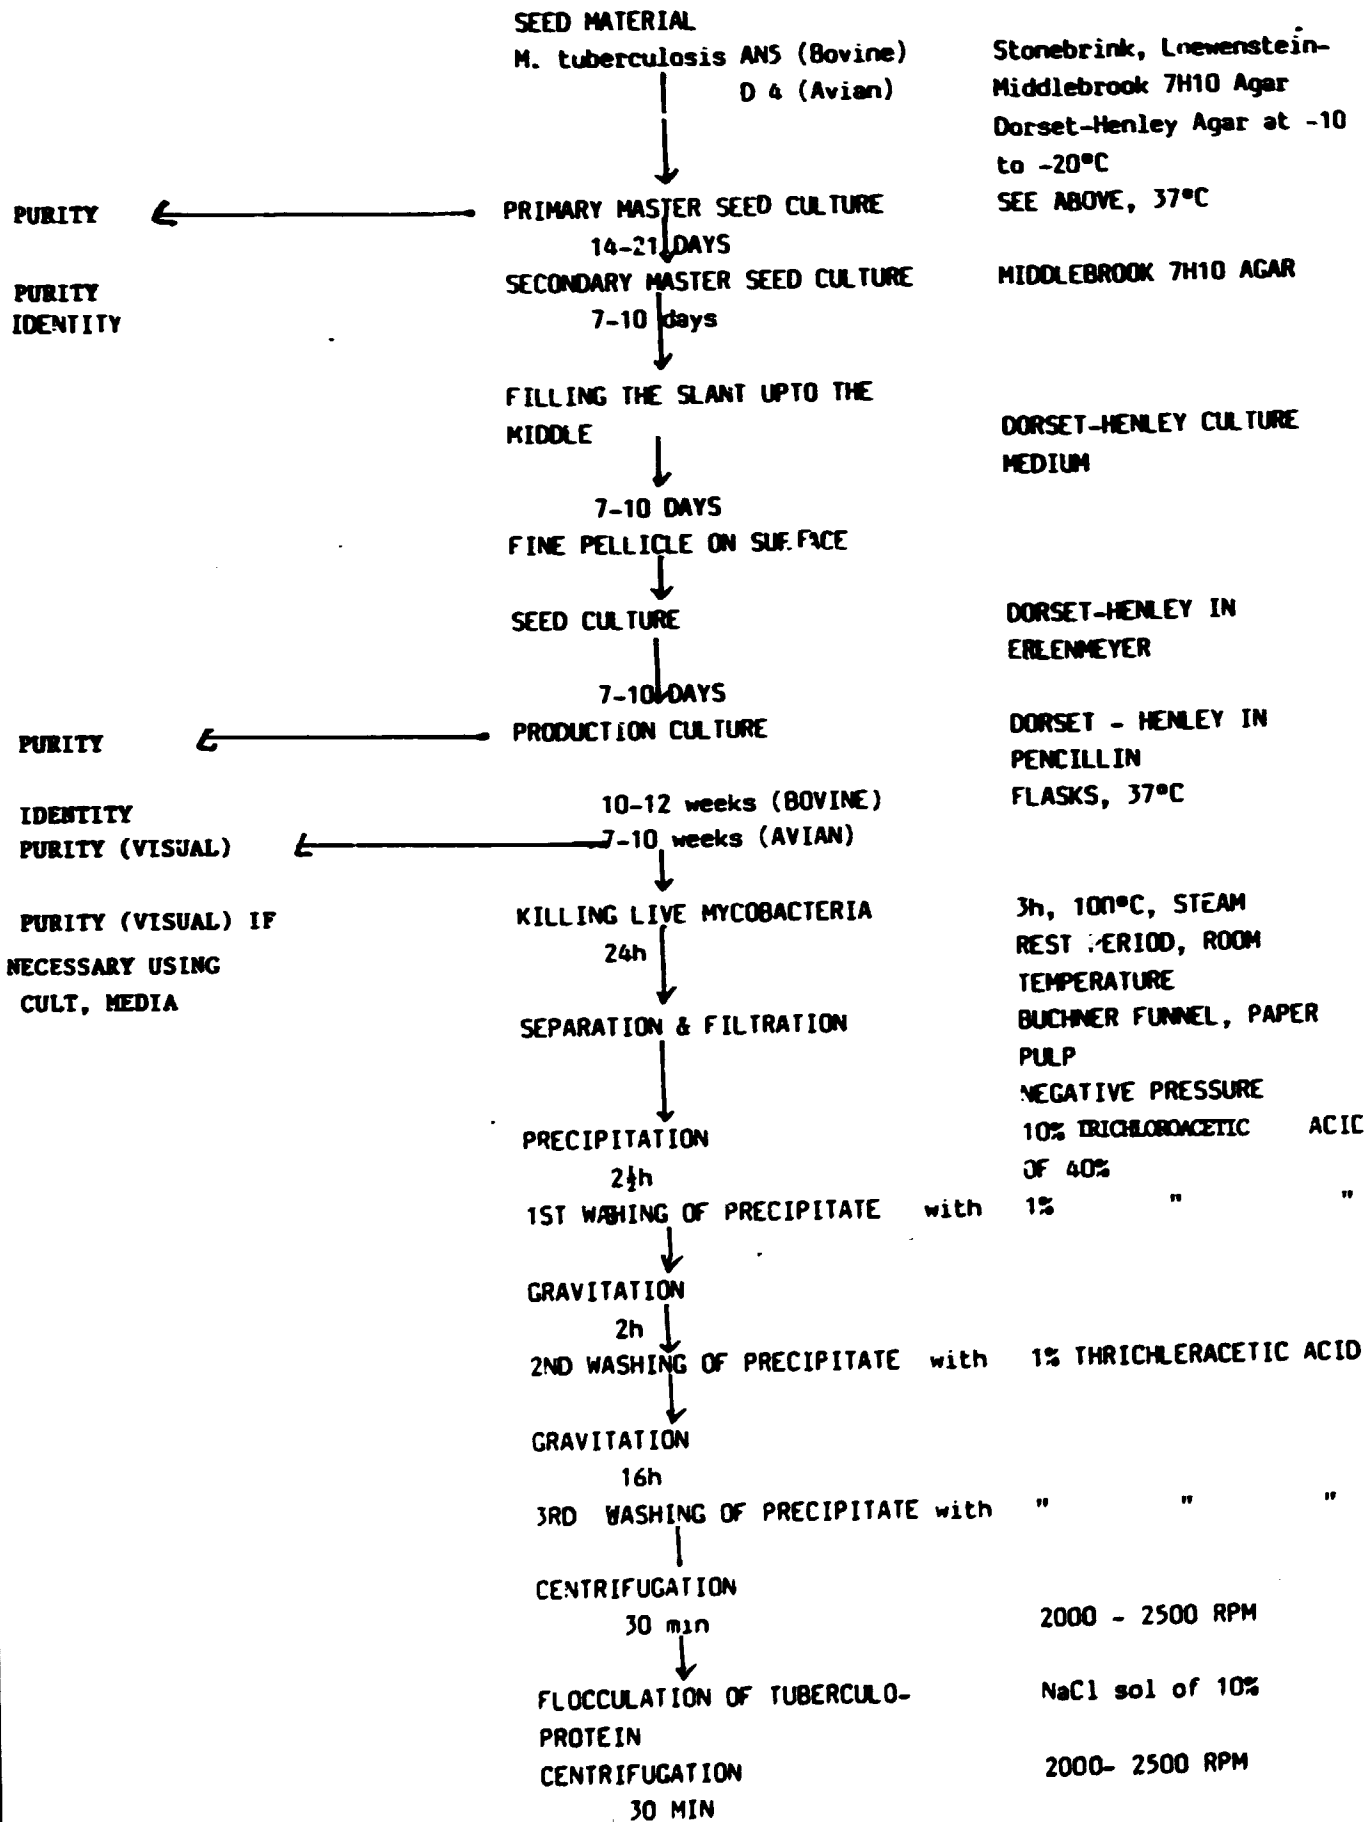 SEED MATERIAL
M. tuberculosis AN5 (Bovine) Stonebrink, Loewenstein-
D 4 (Avian) Middlebrook 7H10 Agar
Dorset-Henley Agar at -10
to -20°C
PURITY PRIMARY MASTER SEED CULTURE SEE ABOVE, 37°C
14-21 DAYS
PURITY SECONDARY MASTER SEED CULTURE MIDDLEBROOK 7H10 AGAR
IDENTITY 7-10 days
FILLING THE SLANT UPTO THE
MIDDLE DORSET-HENLEY CULTURE
MEDIUM
7-10 DAYS
FINE PELLICLE ON SURFACE
SEED CULTURE DORSET-HENLEY IN
ERLENMEYER
7-10 DAYS
PURITY PRODUCTION CULTURE DORSET - HENLEY IN
PENCILLIN
IDENTITY 10-12 weeks (BOVINE) FLASKS, 37°C
PURITY (VISUAL) 7-10 weeks (AVIAN)
PURITY (VISUAL) IF KILLING LIVE MYCOBACTERIA 3h, 100°C, STEAM
NECESSARY USING 24h REST PERIOD, ROOM
CULT, MEDIA TEMPERATURE
SEPARATION & FILTRATION BUCHNER FUNNEL, PAPER
PULP
NEGATIVE PRESSURE
PRECIPITATION 10% TRICHLOROACETIC ACID
2½h OF 40%
1ST WAHING OF PRECIPITATE with 1% " "
GRAVITATION
2h
2ND WASHING OF PRECIPITATE with 1% THRICHLERACETIC ACID
GRAVITATION
16h
3RD WASHING OF PRECIPITATE with " " "
CENTRIFUGATION
30 min 2000 - 2500 RPM
FLOCCULATION OF TUBERCULO- NaCl sol of 10%
PROTEIN
CENTRIFUGATION 2000- 2500 RPM
30 MIN